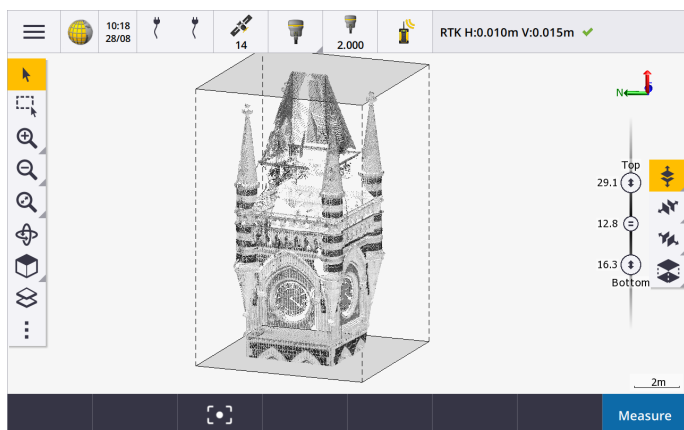 10:18
28/08
14
2.000
RTK H:0.010m V:0.015m
N
Top
29.1
12.8
16.3
Bottom
2m
Measure